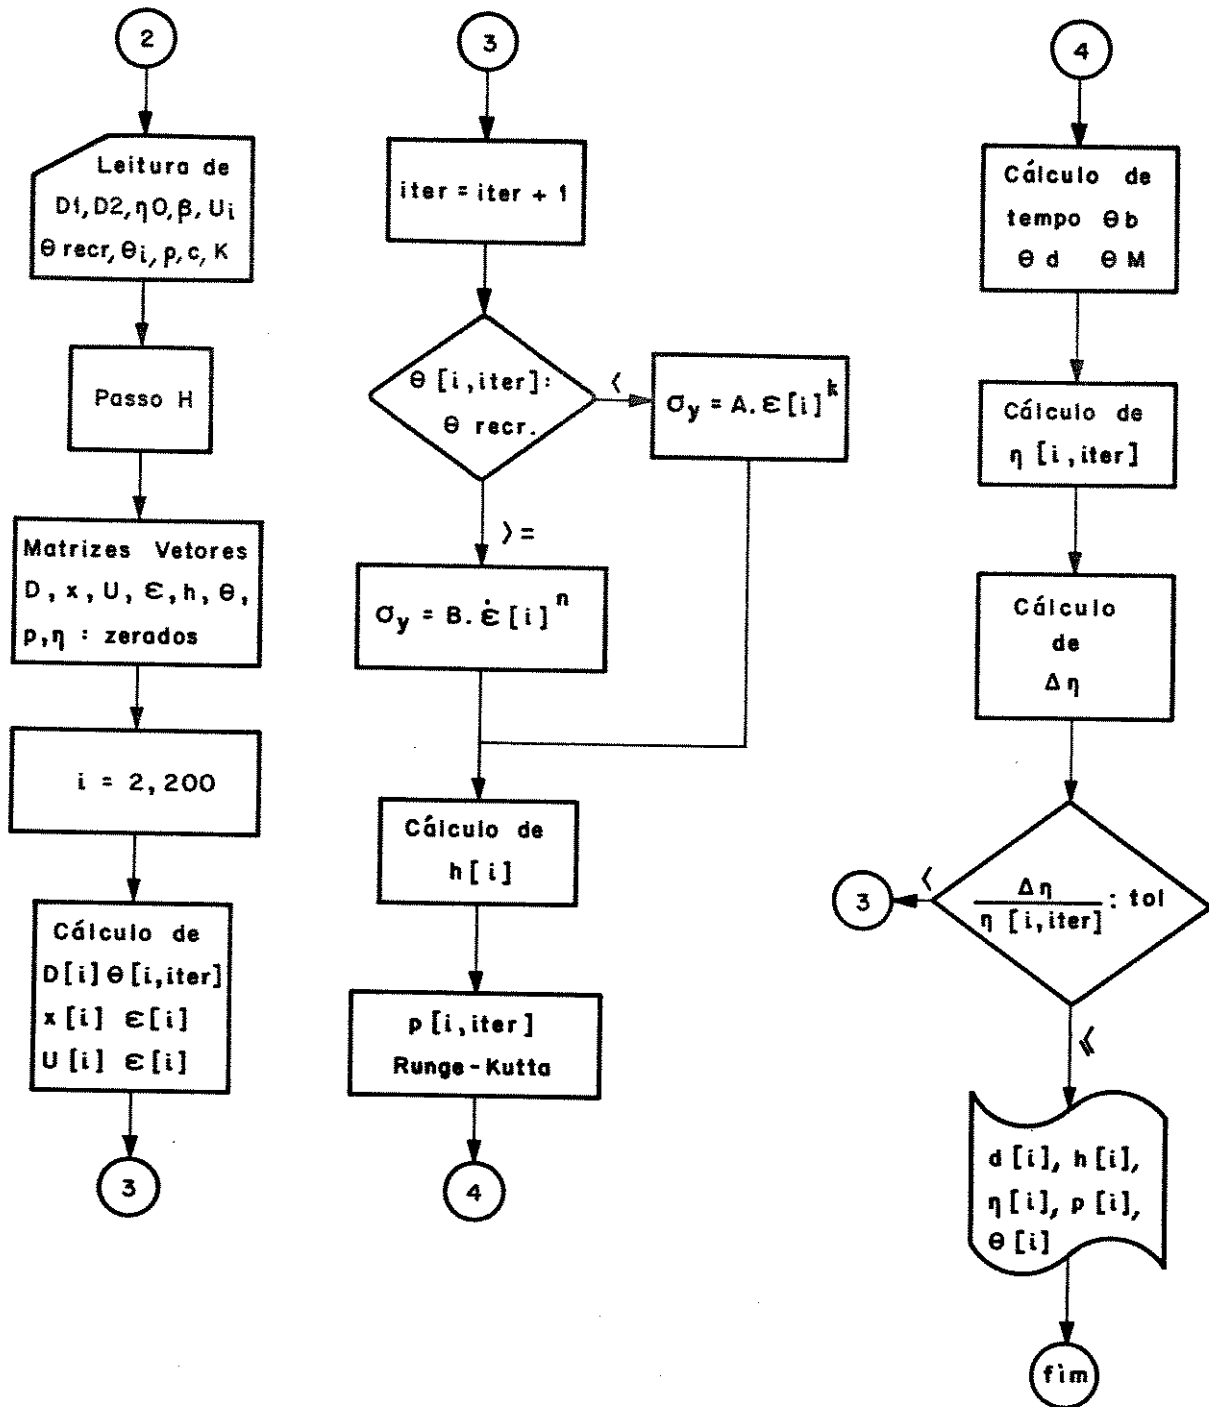 2
Leitura de
D1, D2, η0, β, Ui
θ recr, θi, p, c, K
Passo H
Matrizes Vetores
D, x, U, ε, h, θ,
p, η : zerados
i = 2, 200
Cálculo de
D[i] θ[i,iter]
x[i] ε[i]
U[i] ε[i]
3
3
iter = iter + 1
θ [i,iter]:
θ recr.
<
σy = A. ε[i]^k
>=
σy = B. ε̇[i]^n
Cálculo de
h[i]
p[i,iter]
Runge-Kutta
4
4
Cálculo de
tempo θb
θd θM
Cálculo de
η [i,iter]
Cálculo
de
Δη
Δη
η [i,iter]
: tol
<
3
≤
d[i], h[i],
η[i], p[i],
θ[i]
fim